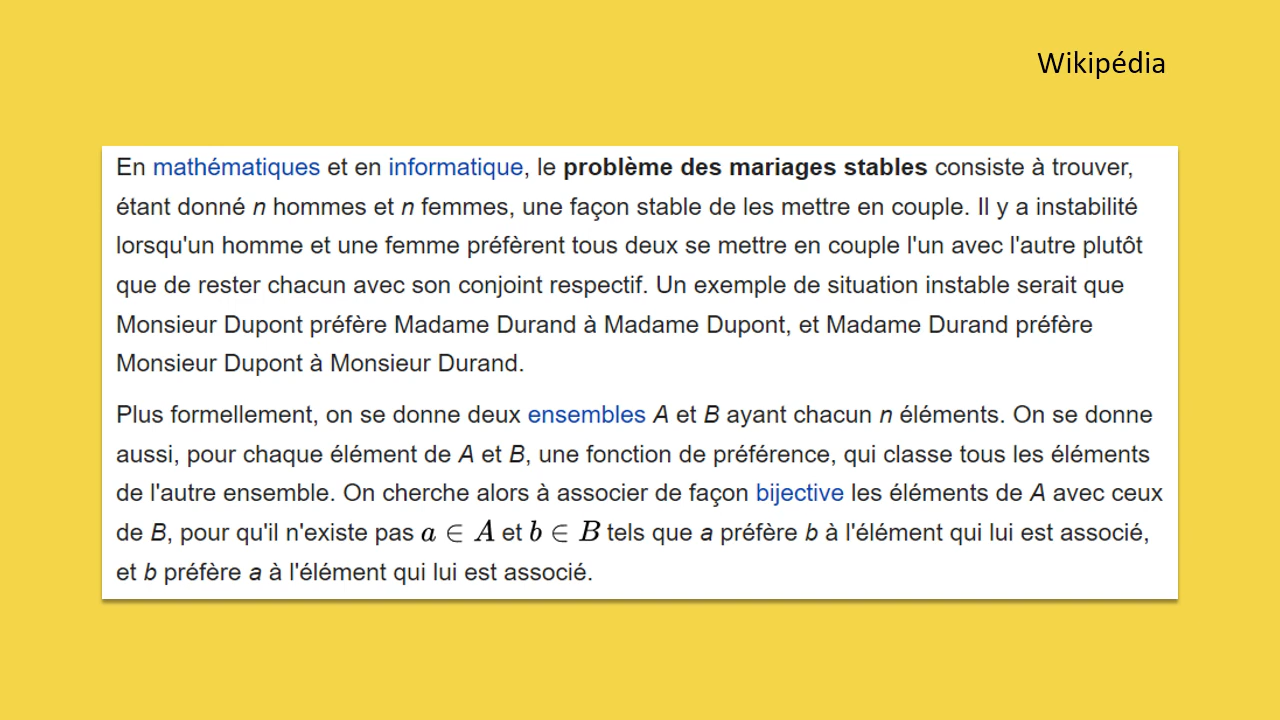 Wikipédia
En mathématiques et en informatique, le problème des mariages stables consiste à trouver,
étant donné n hommes et n femmes, une façon stable de les mettre en couple. Il y a instabilité
lorsqu'un homme et une femme préfèrent tous deux se mettre en couple l'un avec l'autre plutôt
que de rester chacun avec son conjoint respectif. Un exemple de situation instable serait que
Monsieur Dupont préfère Madame Durand à Madame Dupont, et Madame Durand préfère
Monsieur Dupont à Monsieur Durand.
Plus formellement, on se donne deux ensembles A et B ayant chacun n éléments. On se donne
aussi, pour chaque élément de A et B, une fonction de préférence, qui classe tous les éléments
de l'autre ensemble. On cherche alors à associer de façon bijective les éléments de A avec ceux
de B, pour qu'il n'existe pas a ∈ A et b ∈ B tels que a préfère b à l'élément qui lui est associé,
et b préfère a à l'élément qui lui est associé.